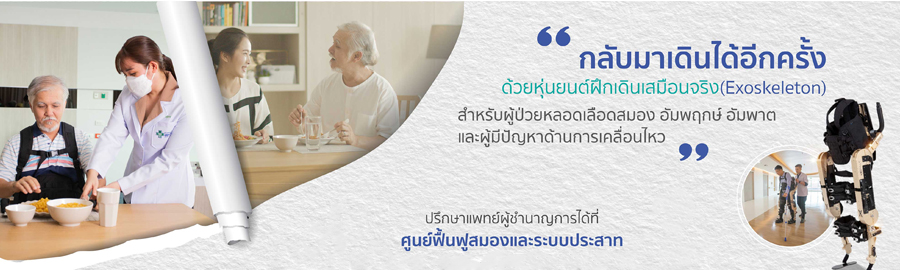 “ กลับมาเดินได้อีกครั้ง
ด้วยหุ่นยนต์ฝึกเดินเสมือนจริง(Exoskeleton)
สำหรับผู้ป่วยหลอดเลือดสมอง อัมพฤกษ์ อัมพาต
และผู้มีปัญหาด้านการเคลื่อนไหว ”
ปรึกษาแพทย์ผู้ชำนาญการได้ที่
ศูนย์ฟื้นฟูสมองและระบบประสาท